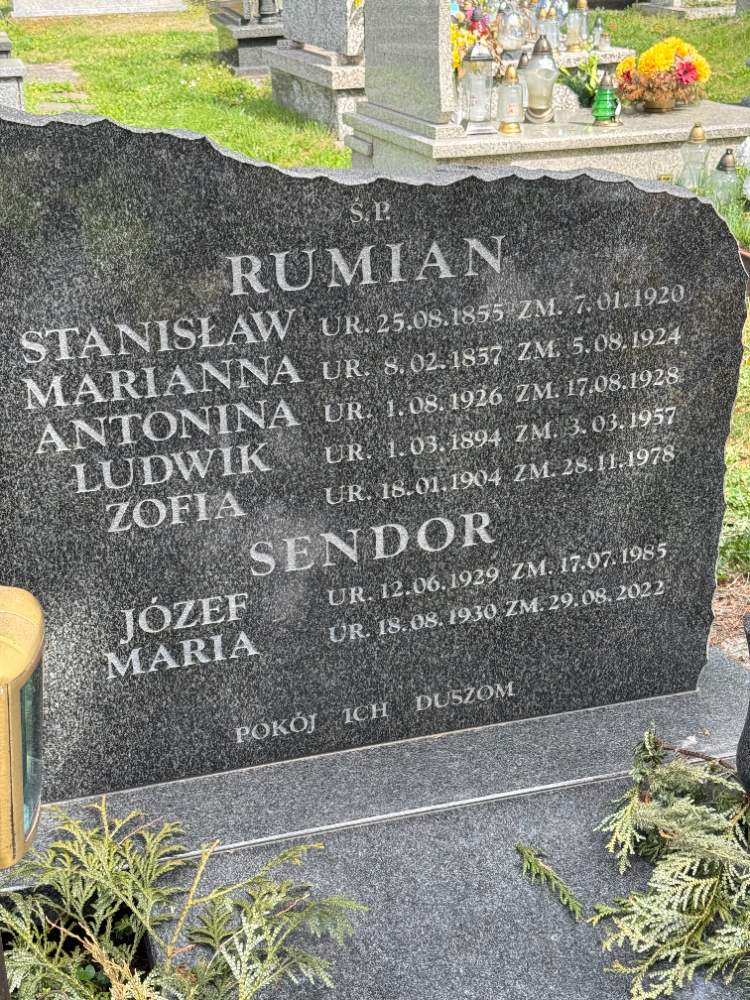 Ś.P.
RUMIAN
STANISŁAW UR. 25.08.1855 ZM. 7.01.1920
MARIANNA UR. 8.02.1857 ZM. 5.08.1924
ANTONINA UR. 1.08.1926 ZM. 17.08.1928
LUDWIK UR. 1.03.1894 ZM. 3.03.1957
ZOFIA UR. 18.01.1904 ZM. 28.11.1978
SENDOR
JÓZEF UR. 12.06.1929 ZM. 17.07.1985
MARIA UR. 18.08.1930 ZM. 29.08.2022
POKÓJ ICH DUSZOM